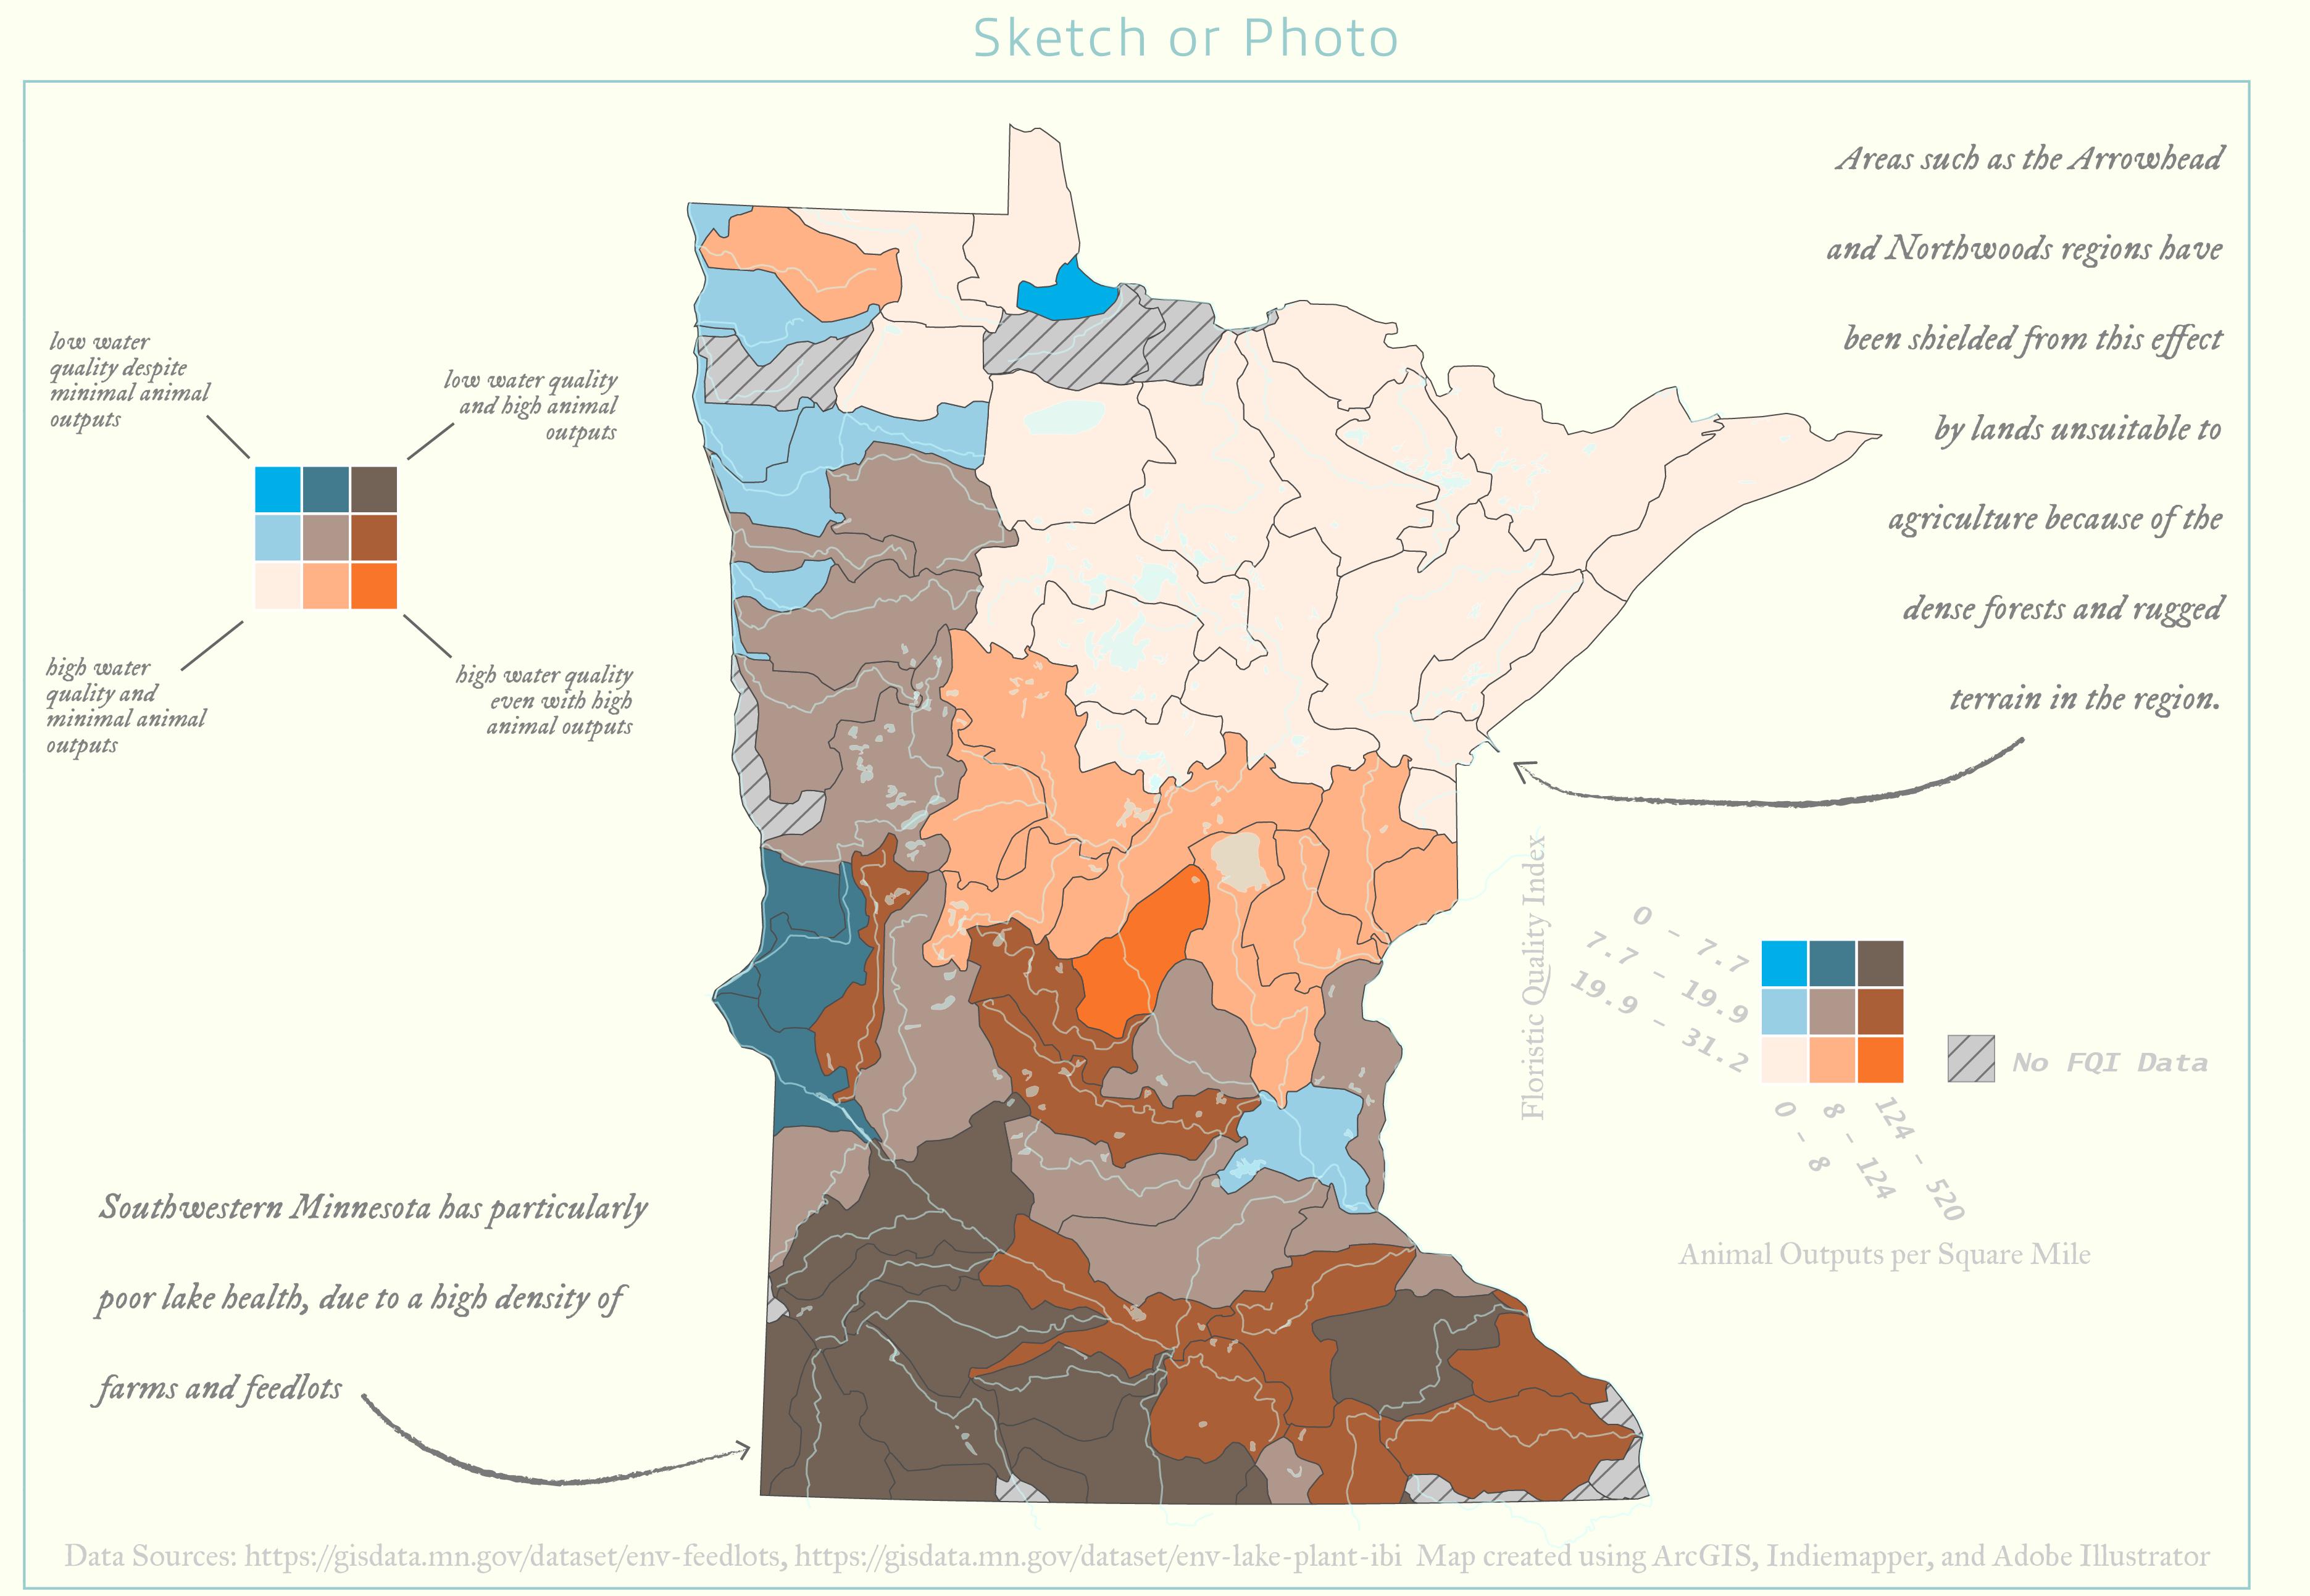 Sketch or Photo
Areas such as the Arrowhead
and Northwoods regions have
been shielded from this effect
by lands unsuitable to
agriculture because of the
dense forests and rugged
terrain in the region.
low water
quality despite
minimal animal
outputs
low water quality
and high animal
outputs
high water
quality and
minimal animal
outputs
high water quality
even with high
animal outputs
Floristic Quality Index
0 - 7.7
7.7 - 19.9
19.9 - 31.2
No FQI Data
0 - 8
8 - 124
124 - 520
Animal Outputs per Square Mile
Southwestern Minnesota has particularly
poor lake health, due to a high density of
farms and feedlots
Data Sources: https://gisdata.mn.gov/dataset/env-feedlots, https://gisdata.mn.gov/dataset/env-lake-plant-ibi  Map created using ArcGIS, Indiemapper, and Adobe Illustrator